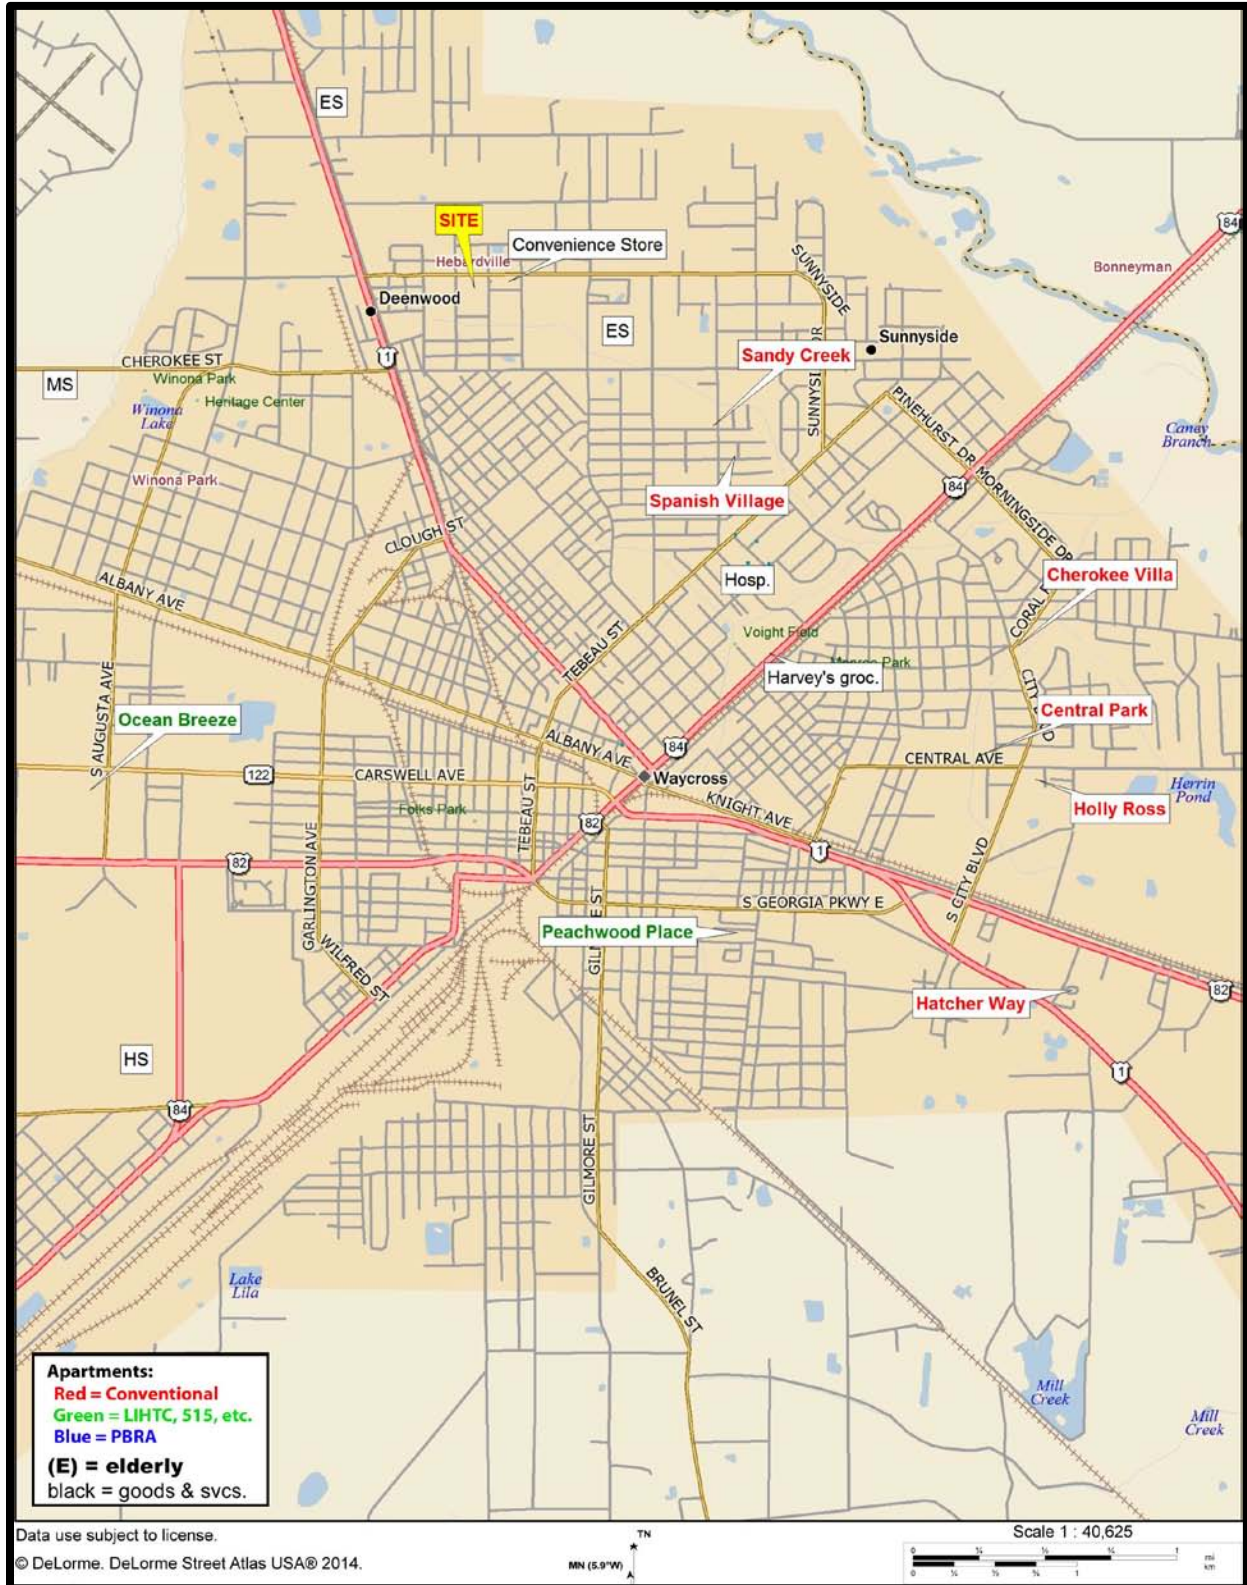 ES
84
SITE
Convenience Store
Hebardville
Bonneyman
SUNNYSIDE
Deenwood
ES
Sunnyside
Sandy Creek
1
CHEROKEE ST
MS
Winona Park
Heritage Center
Winona
Lake
SUNNYSIDE DR
PINEHURST DR
Caney
Branch
Winona Park
Spanish Village
84
MORNINGSIDE DR
CLOUGH ST
ALBANY AVE
Hosp.
Cherokee Villa
Voight Field
TEBEAU ST
Harvey's groc.
Central Park
S AUGUSTA AVE
Ocean Breeze
ALBANY AVE
84
CENTRAL AVE
122
CARSWELL AVE
Waycross
Herrin
Pond
Folks Park
TEBEAU ST
KNIGHT AVE
Holly Ross
82
1
82
GARLINGTON AVE
S CITY BLVD
S GEORGIA PKWY E
Peachwood Place
WILFRED ST
Hatcher Way
82
HS
1
84
GILMORE ST
BRUNEL ST
Lake
Lila
Mill
Creek
Mill
Creek
Apartments:
Red = Conventional
Green = LIHTC, 515, etc.
Blue = PBRA
(E) = elderly
black = goods & svcs.
Data use subject to license.
© DeLorme. DeLorme Street Atlas USA® 2014.
TN
MN (5.9°W)
Scale 1 : 40,625
mi
km